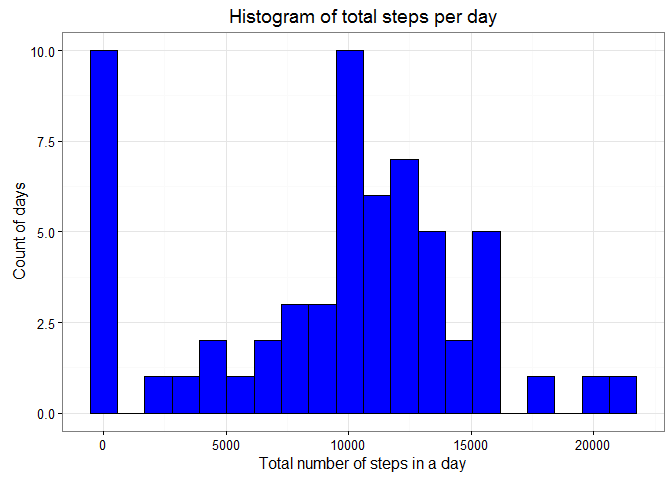 Histogram of total steps per day
Count of days
10.0
7.5
5.0
2.5
0.0
0 5000 10000 15000 20000
Total number of steps in a day